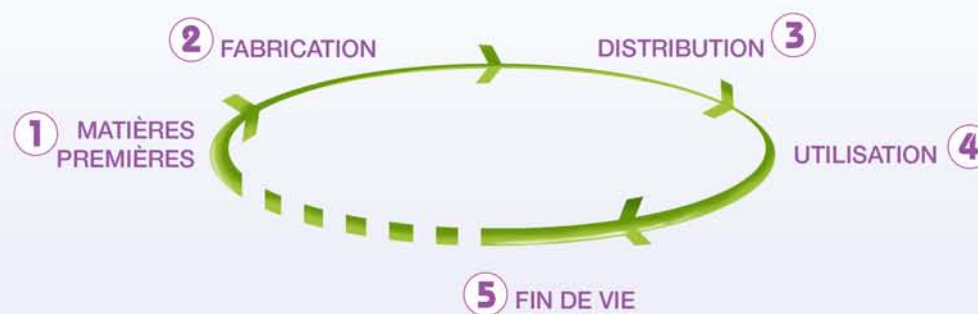 2 FABRICATION
DISTRIBUTION 3
1 MATIÈRES
PREMIÈRES
UTILISATION 4
5 FIN DE VIE